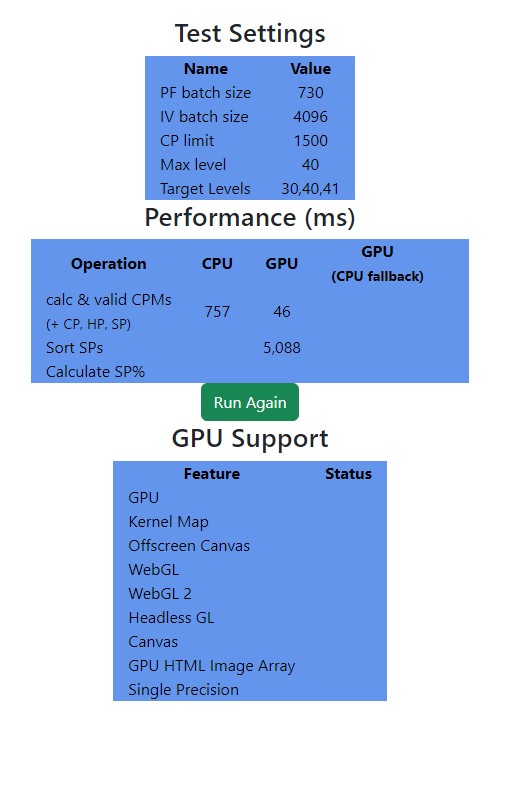 Test Settings
Name Value
PF batch size 730
IV batch size 4096
CP limit 1500
Max level 40
Target Levels 30,40,41
Performance (ms)
Operation CPU GPU GPU
(CPU fallback)
calc & valid CPMs
(+ CP, HP, SP) 757 46
Sort SPs 5,088
Calculate SP%
Run Again
GPU Support
Feature Status
GPU
Kernel Map
Offscreen Canvas
WebGL
WebGL 2
Headless GL
Canvas
GPU HTML Image Array
Single Precision